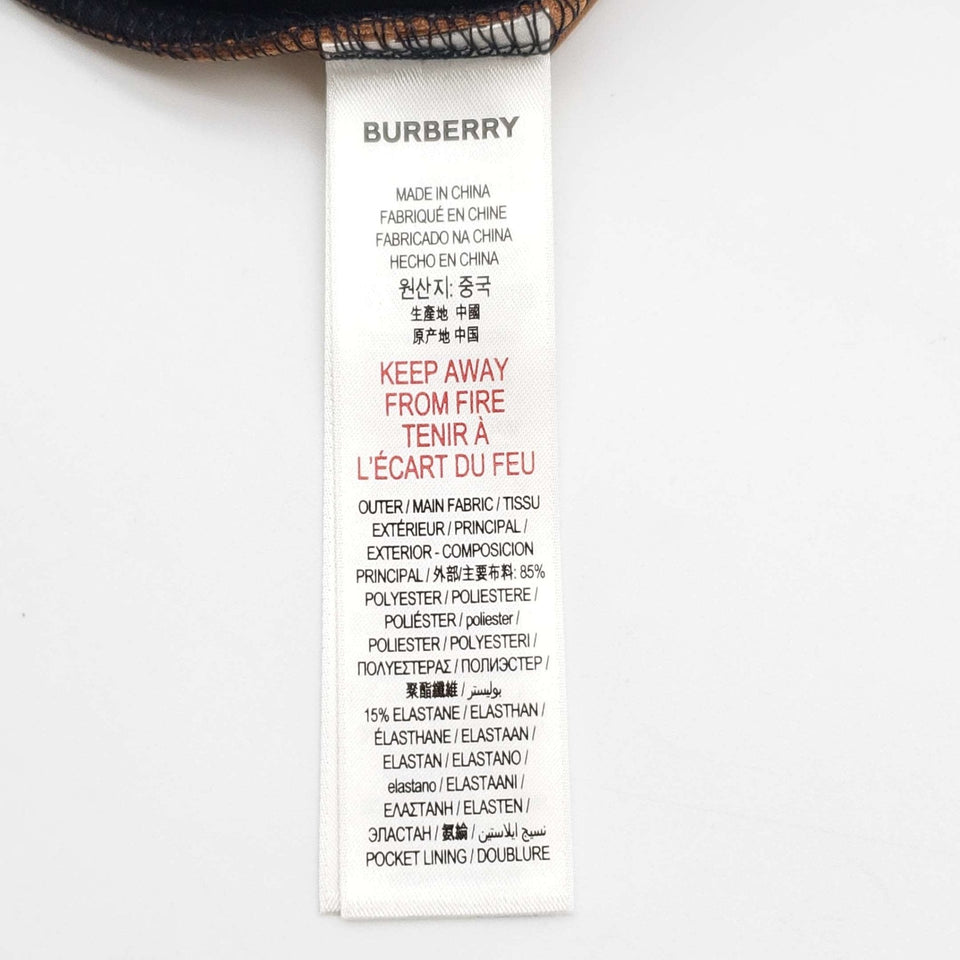 BURBERRY
MADE IN CHINA
FABRIQUÉ EN CHINE
FABRICADO NA CHINA
HECHO EN CHINA
원산지: 중국
生產地 中國
原产地 中国
KEEP AWAY
FROM FIRE
TENIR À
L'ÉCART DU FEU
OUTER / MAIN FABRIC / TISSU
EXTÉRIEUR / PRINCIPAL /
EXTERIOR - COMPOSICION
PRINCIPAL / 外部/主要布料: 85%
POLYESTER / POLIESTERE /
POLIÉSTER / poliester /
POLIESTER / POLYESTERI /
ΠΟΛΥΕΣΤΕΡΑΣ / ПОЛИЭСТЕР /
聚酯纖維 / بوليستر
15% ELASTANE / ELASTHAN /
ÉLASTHANE / ELASTAAN /
ELASTAN / ELASTANO /
elastano / ELASTAANI /
ΕΛΑΣΤΑΝΗ / ELASTEN /
ЭЛАСТАН / 氨綸 / نسيج ايلاستين
POCKET LINING / DOUBLURE